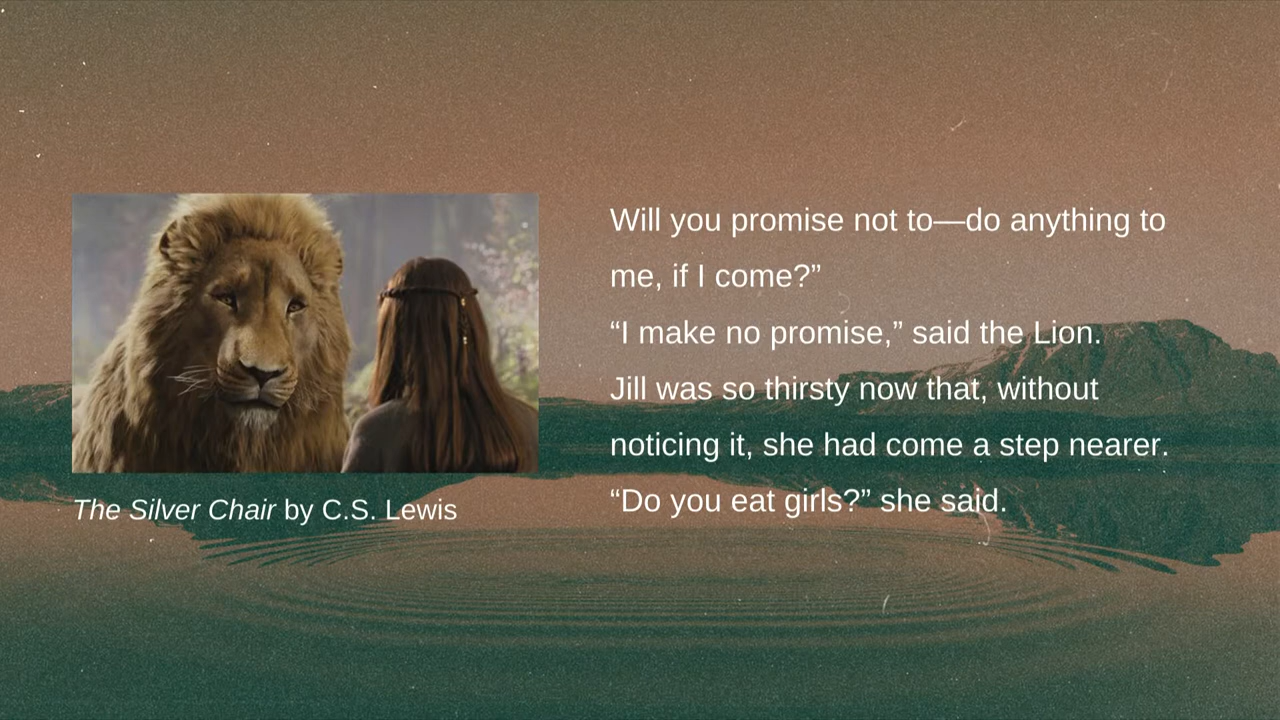 Will you promise not to—do anything to
me, if I come?”
“I make no promise,” said the Lion.
Jill was so thirsty now that, without
noticing it, she had come a step nearer.
“Do you eat girls?” she said.
The Silver Chair by C.S. Lewis